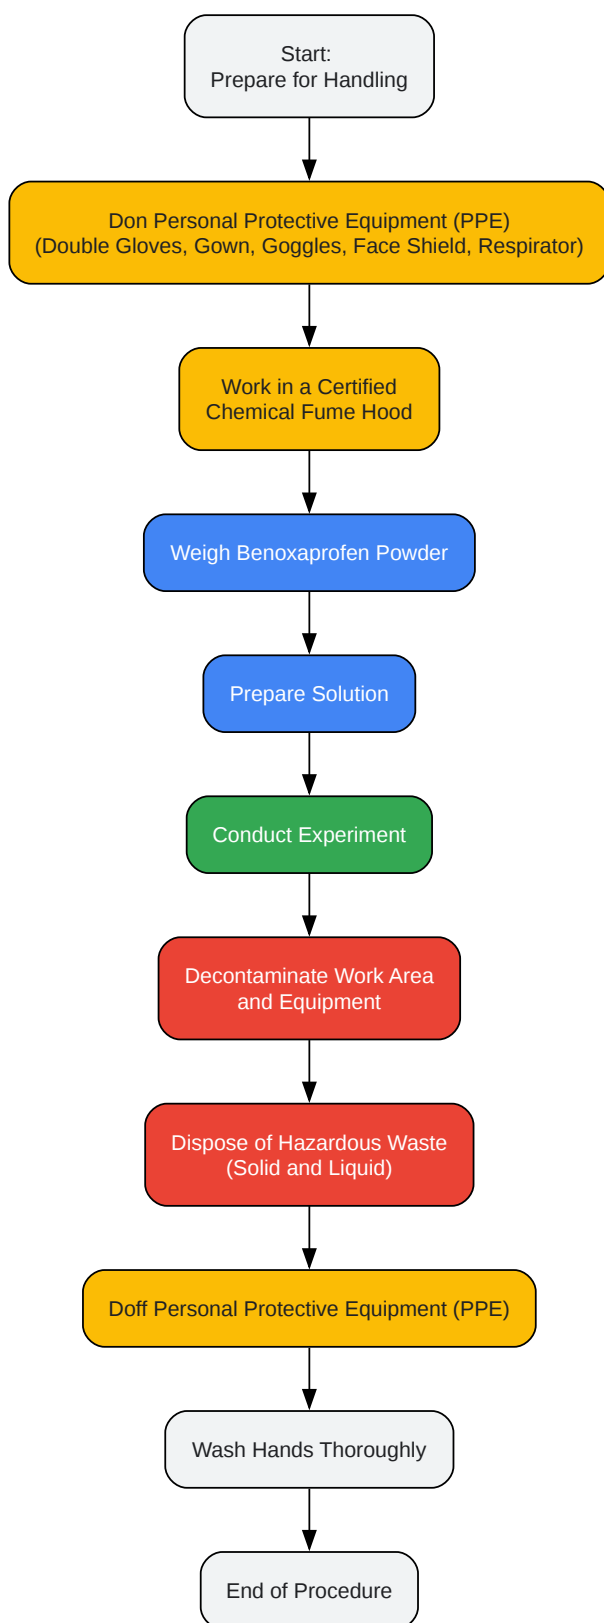 Start:
Prepare for Handling
Don Personal Protective Equipment (PPE)
(Double Gloves, Gown, Goggles, Face Shield, Respirator)
Work in a Certified
Chemical Fume Hood
Weigh Benoxaprofen Powder
Prepare Solution
Conduct Experiment
Decontaminate Work Area
and Equipment
Dispose of Hazardous Waste
(Solid and Liquid)
Doff Personal Protective Equipment (PPE)
Wash Hands Thoroughly
End of Procedure